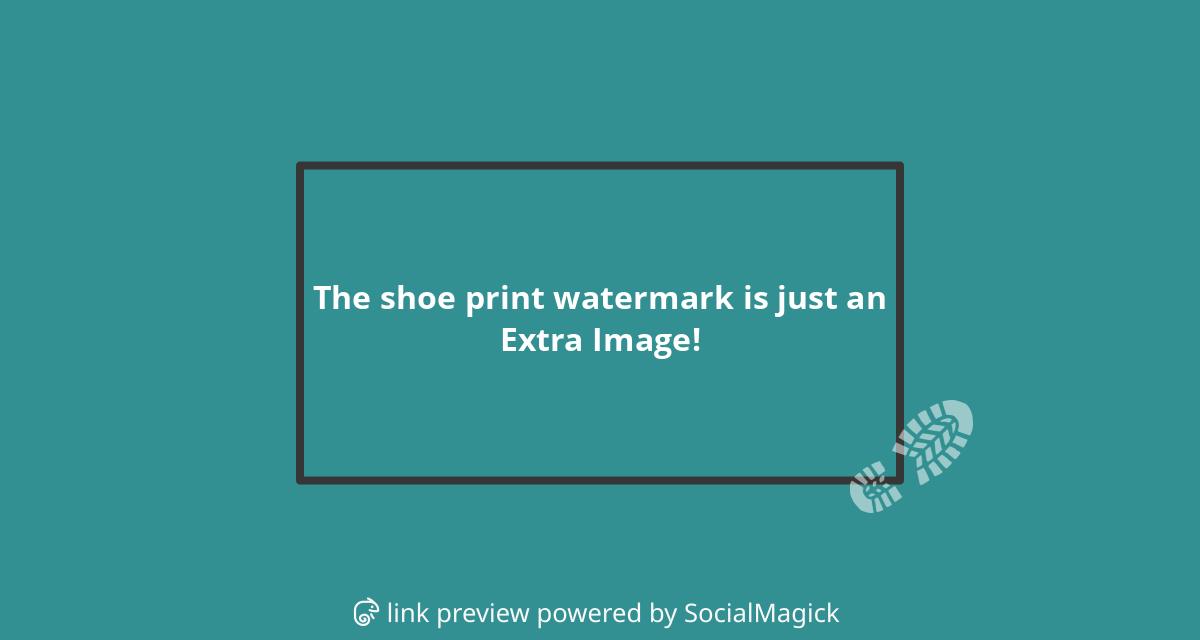 The shoe print watermark is just an
Extra Image!
link preview powered by SocialMagick